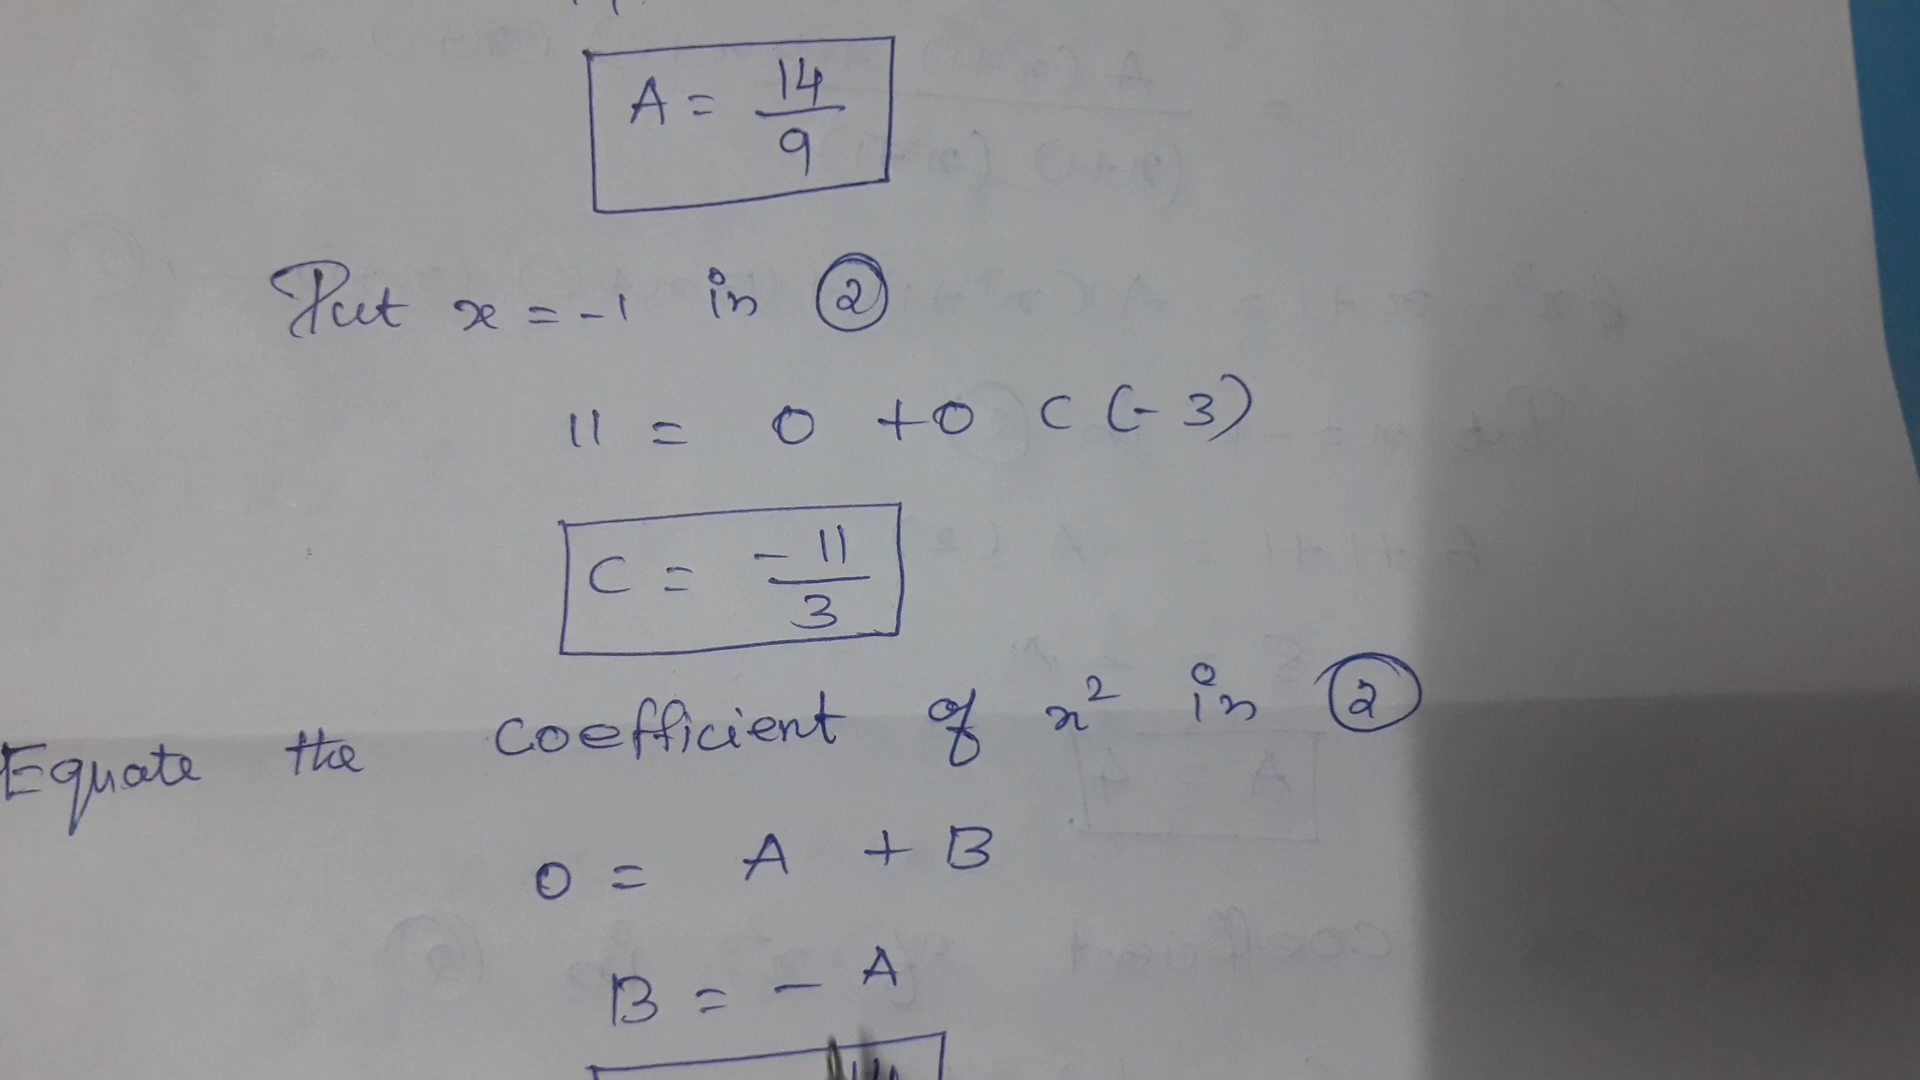 A = 14/9
Put x = -1 in ②
11 = 0 + 0 C (-3)
C = -11/3
Equate the coefficient of x² in ②
0 = A + B
B = - A